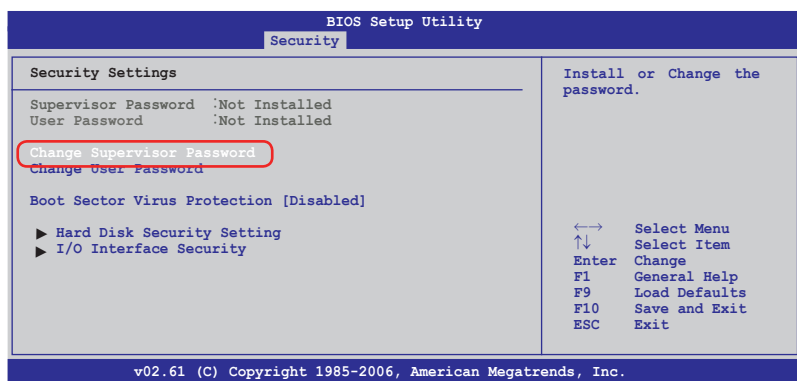 BIOS Setup Utility
Security
Security Settings
Supervisor Password :Not Installed
User Password :Not Installed
Change Supervisor Password
Change User Password
Boot Sector Virus Protection [Disabled]
▶ Hard Disk Security Setting
▶ I/O Interface Security
Install or Change the
password.
←→ Select Menu
↑↓ Select Item
Enter Change
F1 General Help
F9 Load Defaults
F10 Save and Exit
ESC Exit
v02.61 (C) Copyright 1985-2006, American Megatrends, Inc.